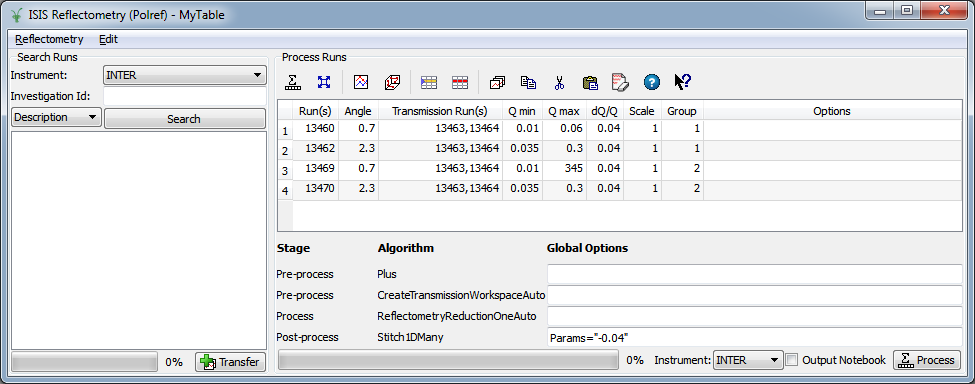 ISIS Reflectometry (Polref) - MyTable
Reflectometry Edit
Search Runs
Instrument: INTER
Investigation Id:
Description Search
0% Transfer
Process Runs
Run(s) Angle Transmission Run(s) Q min Q max dQ/Q Scale Group Options
1 13460 0.7 13463,13464 0.01 0.06 0.04 1 1
2 13462 2.3 13463,13464 0.035 0.3 0.04 1 1
3 13469 0.7 13463,13464 0.01 345 0.04 1 2
4 13470 2.3 13463,13464 0.035 0.3 0.04 1 2
Stage Algorithm Global Options
Pre-process Plus
Pre-process CreateTransmissionWorkspaceAuto
Process ReflectometryReductionOneAuto
Post-process Stitch1DMany Params="-0.04"
0% Instrument: INTER Output Notebook Process